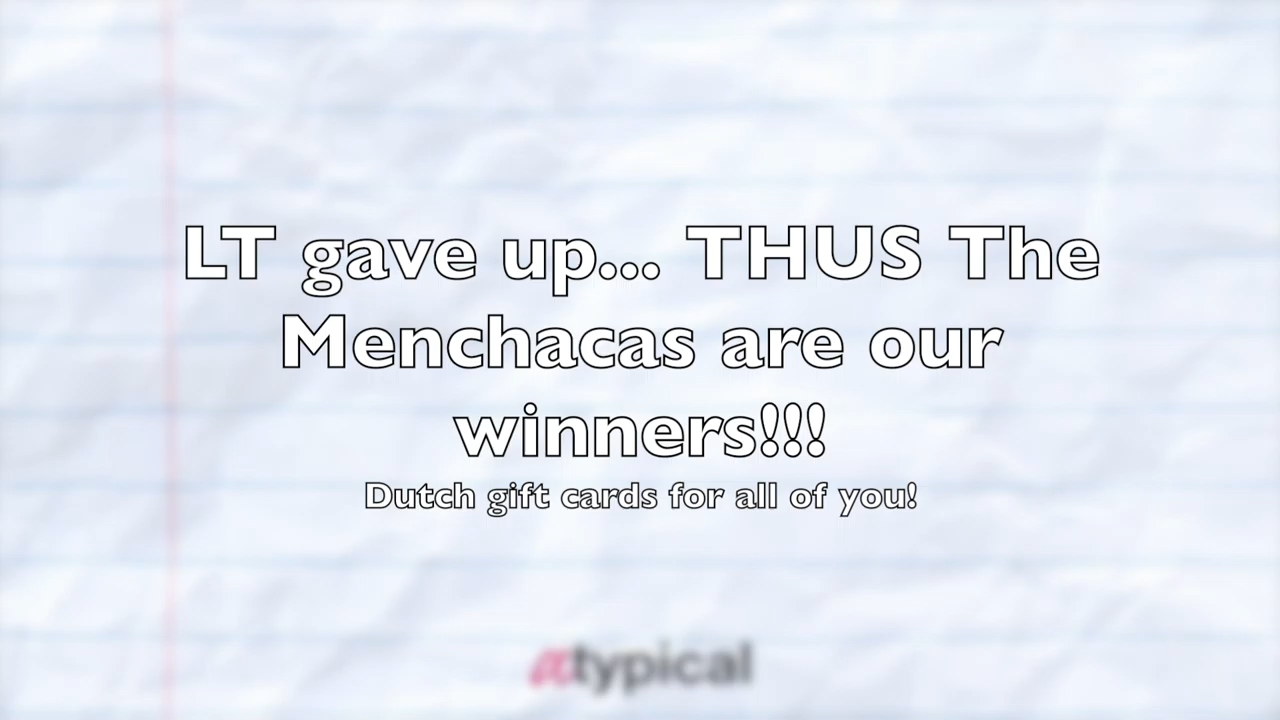 LT gave up... THUS The
Menchacas are our
winners!!!
Dutch gift cards for all of you!
atypical